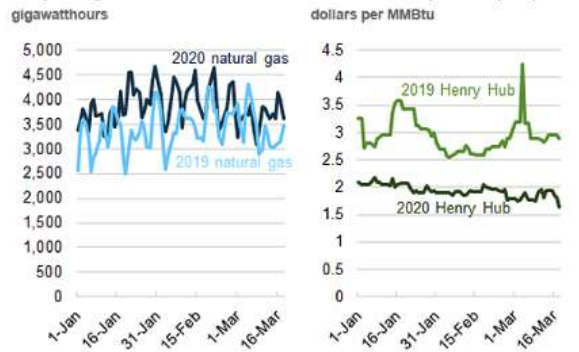 gigawatthours
5,000
4,500
4,000
3,500
3,000
2,500
2,000
1,500
1,000
500
0
2020 natural gas
2019 natural gas
1-Jan
16-Jan
31-Jan
15-Feb
1-Mar
16-Mar
dollars per MMBtu
4.5
4
3.5
3
2.5
2
1.5
1
0.5
0
2019 Henry Hub
2020 Henry Hub
1-Jan
16-Jan
31-Jan
15-Feb
1-Mar
16-Mar